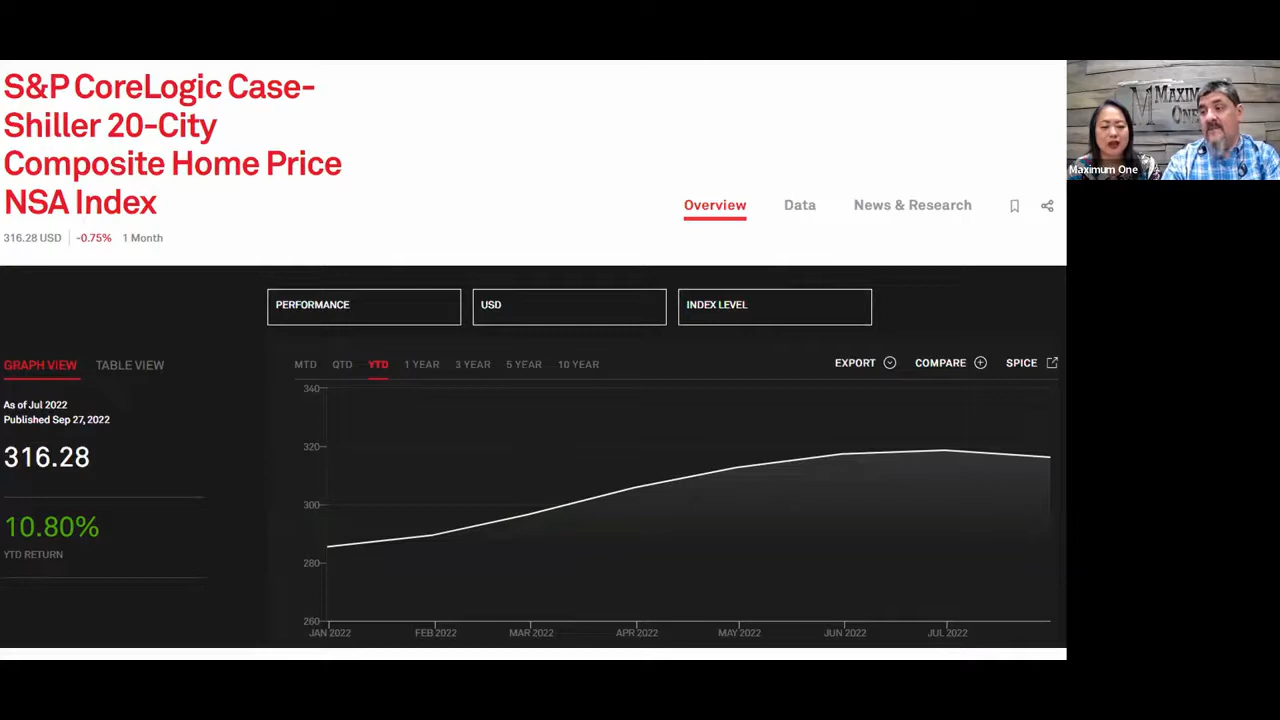 S&P CoreLogic Case-
Shiller 20-City
Composite Home Price
NSA Index
316.28 USD -0.75% 1 Month
Overview Data News & Research
MAXIM
ONE
Maximum One
PERFORMANCE USD INDEX LEVEL
GRAPH VIEW TABLE VIEW
MTD QTD YTD 1 YEAR 3 YEAR 5 YEAR 10 YEAR
EXPORT COMPARE SPICE
As of Jul 2022
Published Sep 27, 2022
316.28
10.80%
YTD RETURN
340
320
300
280
260
JAN 2022 FEB 2022 MAR 2022 APR 2022 MAY 2022 JUN 2022 JUL 2022